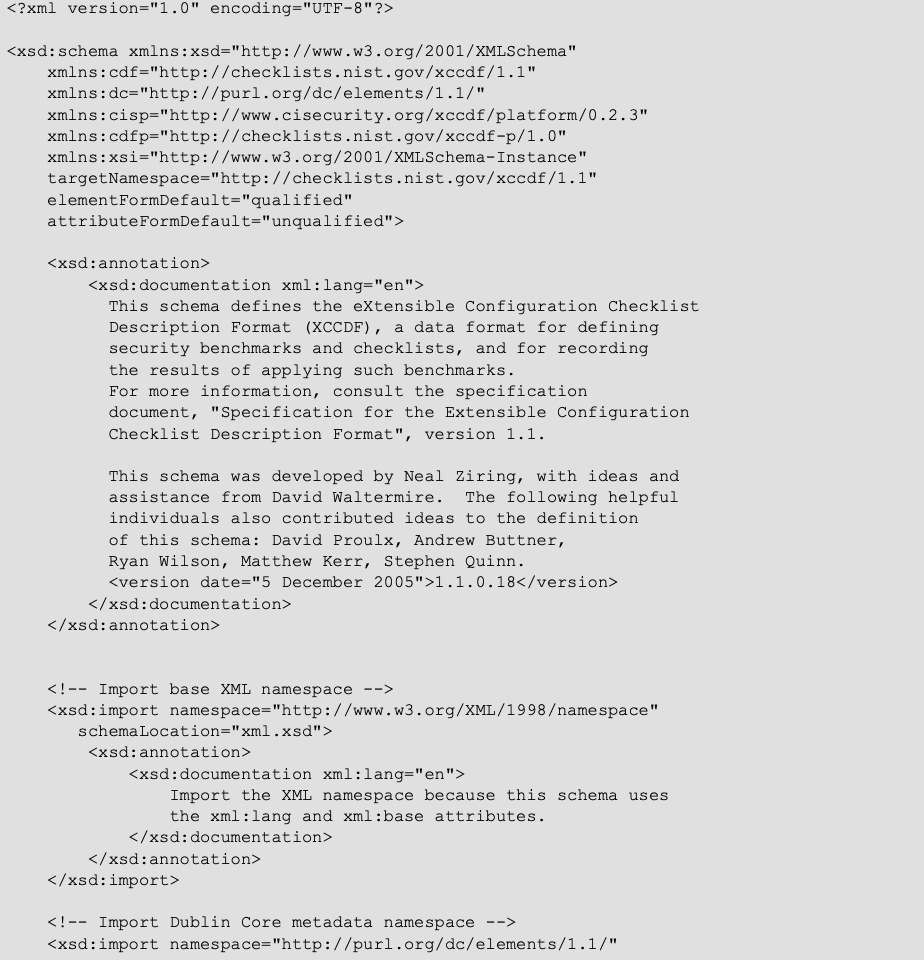 <?xml version="1.0" encoding="UTF-8"?>

<xsd:schema xmlns:xsd="http://www.w3.org/2001/XMLSchema"
    xmlns:cdf="http://checklists.nist.gov/xccdf/1.1"
    xmlns:dc="http://purl.org/dc/elements/1.1/"
    xmlns:cisp="http://www.cisecurity.org/xccdf/platform/0.2.3"
    xmlns:cdfp="http://checklists.nist.gov/xccdf-p/1.0"
    xmlns:xsi="http://www.w3.org/2001/XMLSchema-Instance"
    targetNamespace="http://checklists.nist.gov/xccdf/1.1"
    elementFormDefault="qualified"
    attributeFormDefault="unqualified">

    <xsd:annotation>
        <xsd:documentation xml:lang="en">
          This schema defines the eXtensible Configuration Checklist
          Description Format (XCCDF), a data format for defining
          security benchmarks and checklists, and for recording
          the results of applying such benchmarks.
          For more information, consult the specification
          document, "Specification for the Extensible Configuration
          Checklist Description Format", version 1.1.

          This schema was developed by Neal Ziring, with ideas and
          assistance from David Waltermire.  The following helpful
          individuals also contributed ideas to the definition
          of this schema: David Proulx, Andrew Buttner,
          Ryan Wilson, Matthew Kerr, Stephen Quinn.
          <version date="5 December 2005">1.1.0.18</version>
        </xsd:documentation>
    </xsd:annotation>

    <!-- Import base XML namespace -->
    <xsd:import namespace="http://www.w3.org/XML/1998/namespace"
       schemaLocation="xml.xsd">
        <xsd:annotation>
            <xsd:documentation xml:lang="en">
                Import the XML namespace because this schema uses
                the xml:lang and xml:base attributes.
            </xsd:documentation>
        </xsd:annotation>
    </xsd:import>

    <!-- Import Dublin Core metadata namespace -->
    <xsd:import namespace="http://purl.org/dc/elements/1.1/"